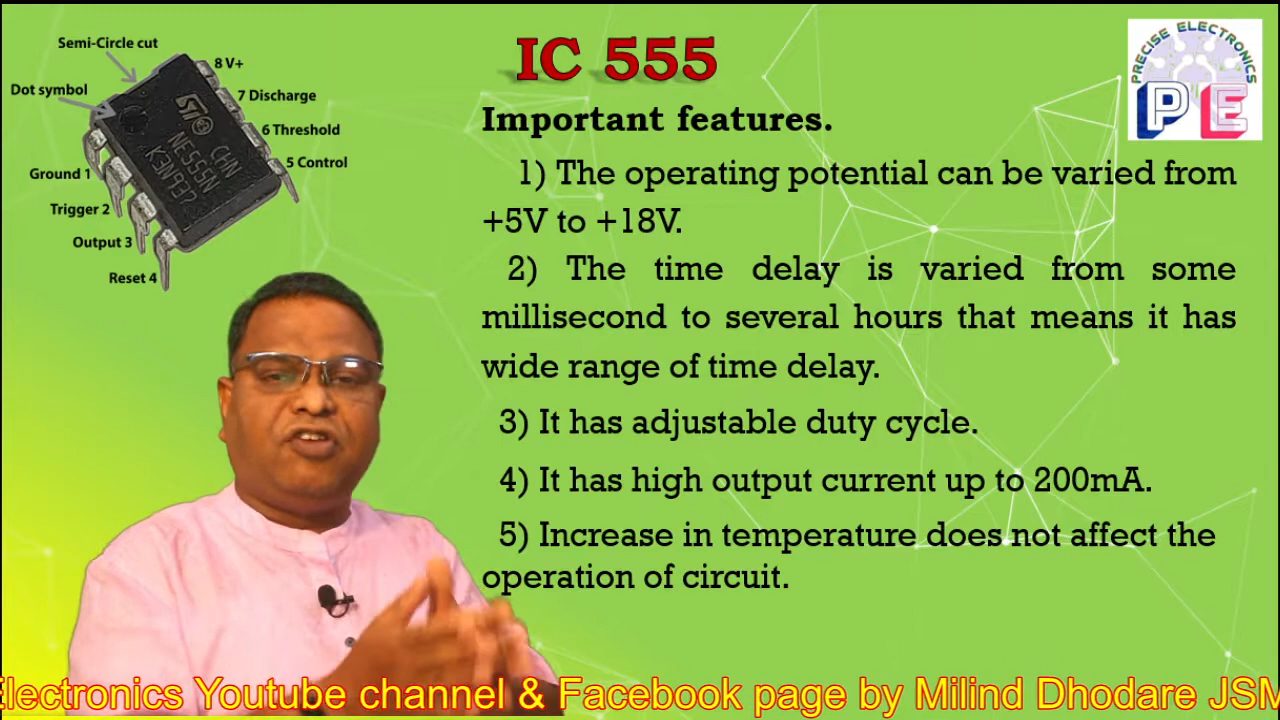 IC 555
Important features.
1) The operating potential can be varied from
+5V to +18V.
2) The time delay is varied from some
millisecond to several hours that means it has
wide range of time delay.
3) It has adjustable duty cycle.
4) It has high output current up to 200mA.
5) Increase in temperature does not affect the
operation of circuit.
Semi-Circle cut
Dot symbol
8 V+
7 Discharge
6 Threshold
5 Control
Ground 1
Trigger 2
Output 3
Reset 4
ST CHN
NE555N
K3N937
PRECISE ELECTRONICS
PE
Electronics Youtube channel & Facebook page by Milind Dhodare JSM